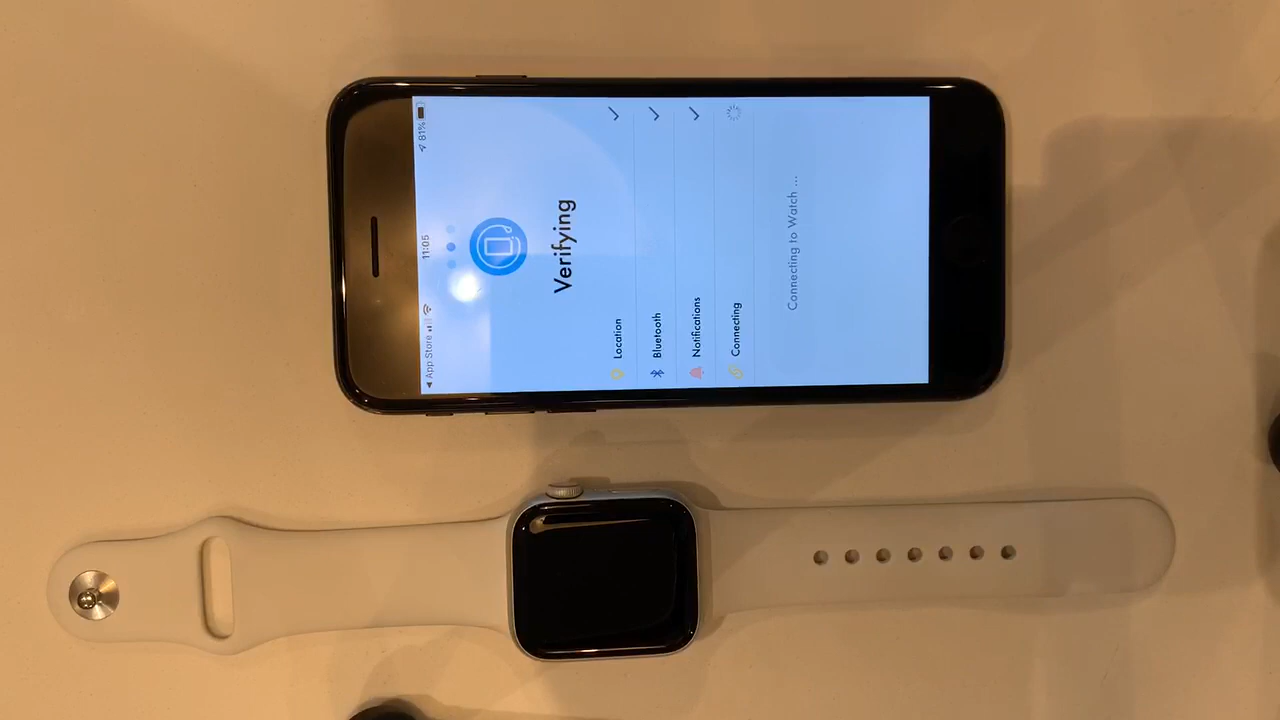 11:05
81%
◀ App Store
Verifying
Location
Bluetooth
Notifications
Connecting
Connecting to Watch ...